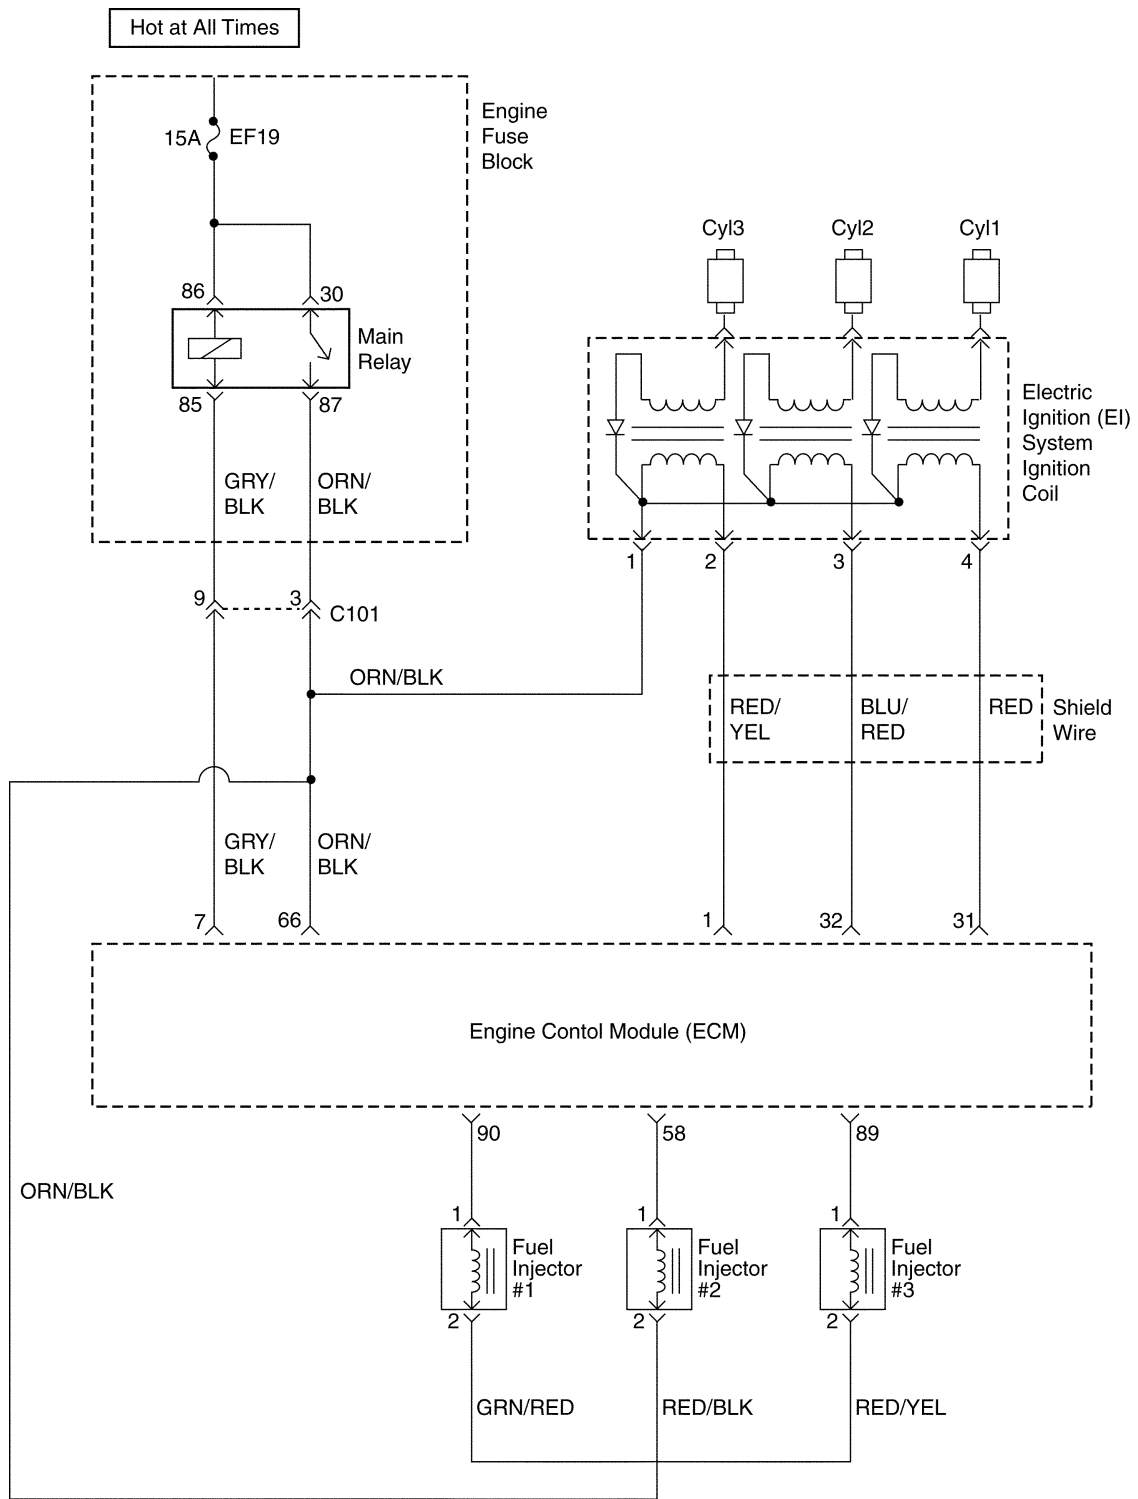 Hot at All Times
Engine
Fuse
Block
15A
EF19
86
30
Main
Relay
85
87
GRY/
BLK
ORN/
BLK
9
3
C101
Cyl3
Cyl2
Cyl1
Electric
Ignition (EI)
System
Ignition
Coil
1
2
3
4
ORN/BLK
RED/
YEL
BLU/
RED
RED
Shield
Wire
GRY/
BLK
ORN/
BLK
7
66
1
32
31
Engine Contol Module (ECM)
90
58
89
ORN/BLK
1
Fuel
Injector
#1
2
1
Fuel
Injector
#2
2
1
Fuel
Injector
#3
2
GRN/RED
RED/BLK
RED/YEL